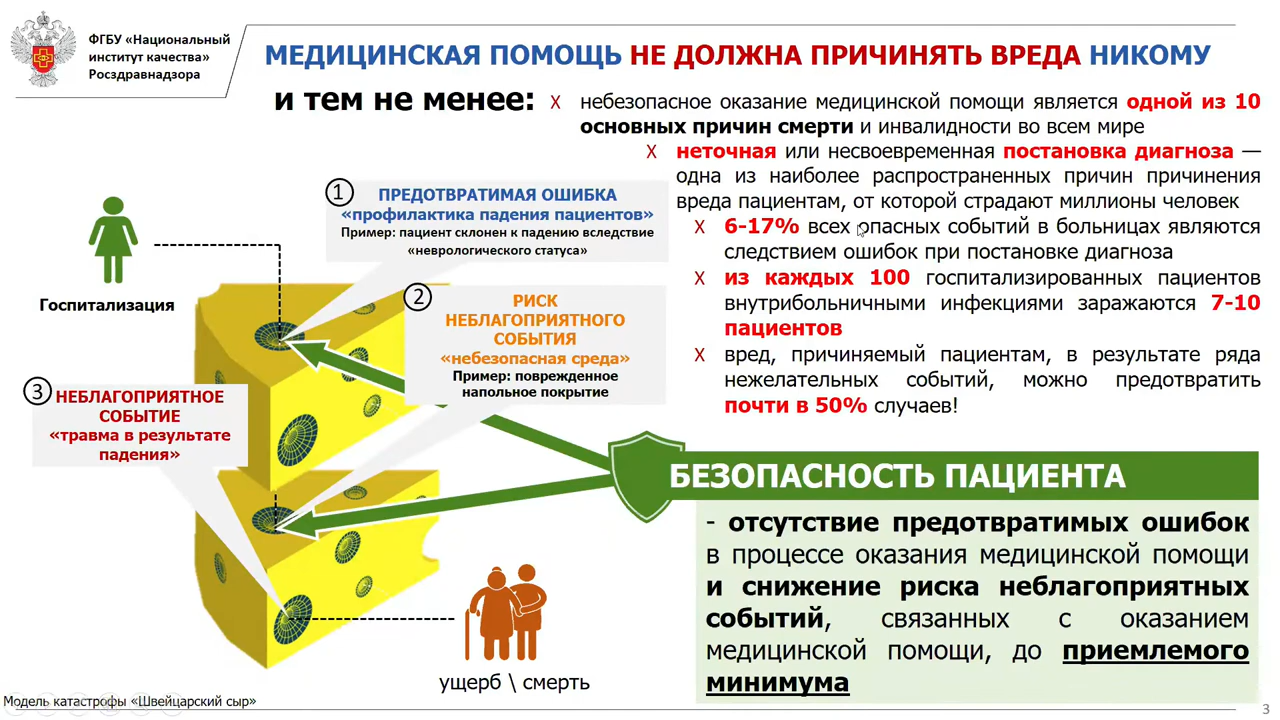 ФГБУ «Национальный
институт качества»
Росздравнадзора
МЕДИЦИНСКАЯ ПОМОЩЬ НЕ ДОЛЖНА ПРИЧИНЯТЬ ВРЕДА НИКОМУ
и тем не менее:
X небезопасное оказание медицинской помощи является одной из 10
основных причин смерти и инвалидности во всем мире
X неточная или несвоевременная постановка диагноза —
одна из наиболее распространенных причин причинения
вреда пациентам, от которой страдают миллионы человек
X 6-17% всех опасных событий в больницах являются
следствием ошибок при постановке диагноза
X из каждых 100 госпитализированных пациентов
внутрибольничными инфекциями заражаются 7-10
пациентов
X вред, причиняемый пациентам, в результате ряда
нежелательных событий, можно предотвратить
почти в 50% случаев!
1 ПРЕДОТВРАТИМАЯ ОШИБКА
«профилактика падения пациентов»
Пример: пациент склонен к падению вследствие
«неврологического статуса»
Госпитализация
2 РИСК
НЕБЛАГОПРИЯТНОГО
СОБЫТИЯ
«небезопасная среда»
Пример: поврежденное
напольное покрытие
3 НЕБЛАГОПРИЯТНОЕ
СОБЫТИЕ
«травма в результате
падения»
БЕЗОПАСНОСТЬ ПАЦИЕНТА
- отсутствие предотвратимых ошибок
в процессе оказания медицинской помощи
и снижение риска неблагоприятных
событий, связанных с оказанием
медицинской помощи, до приемлемого
минимума
ущерб \ смерть
Модель катастрофы «Швейцарский сыр»
3